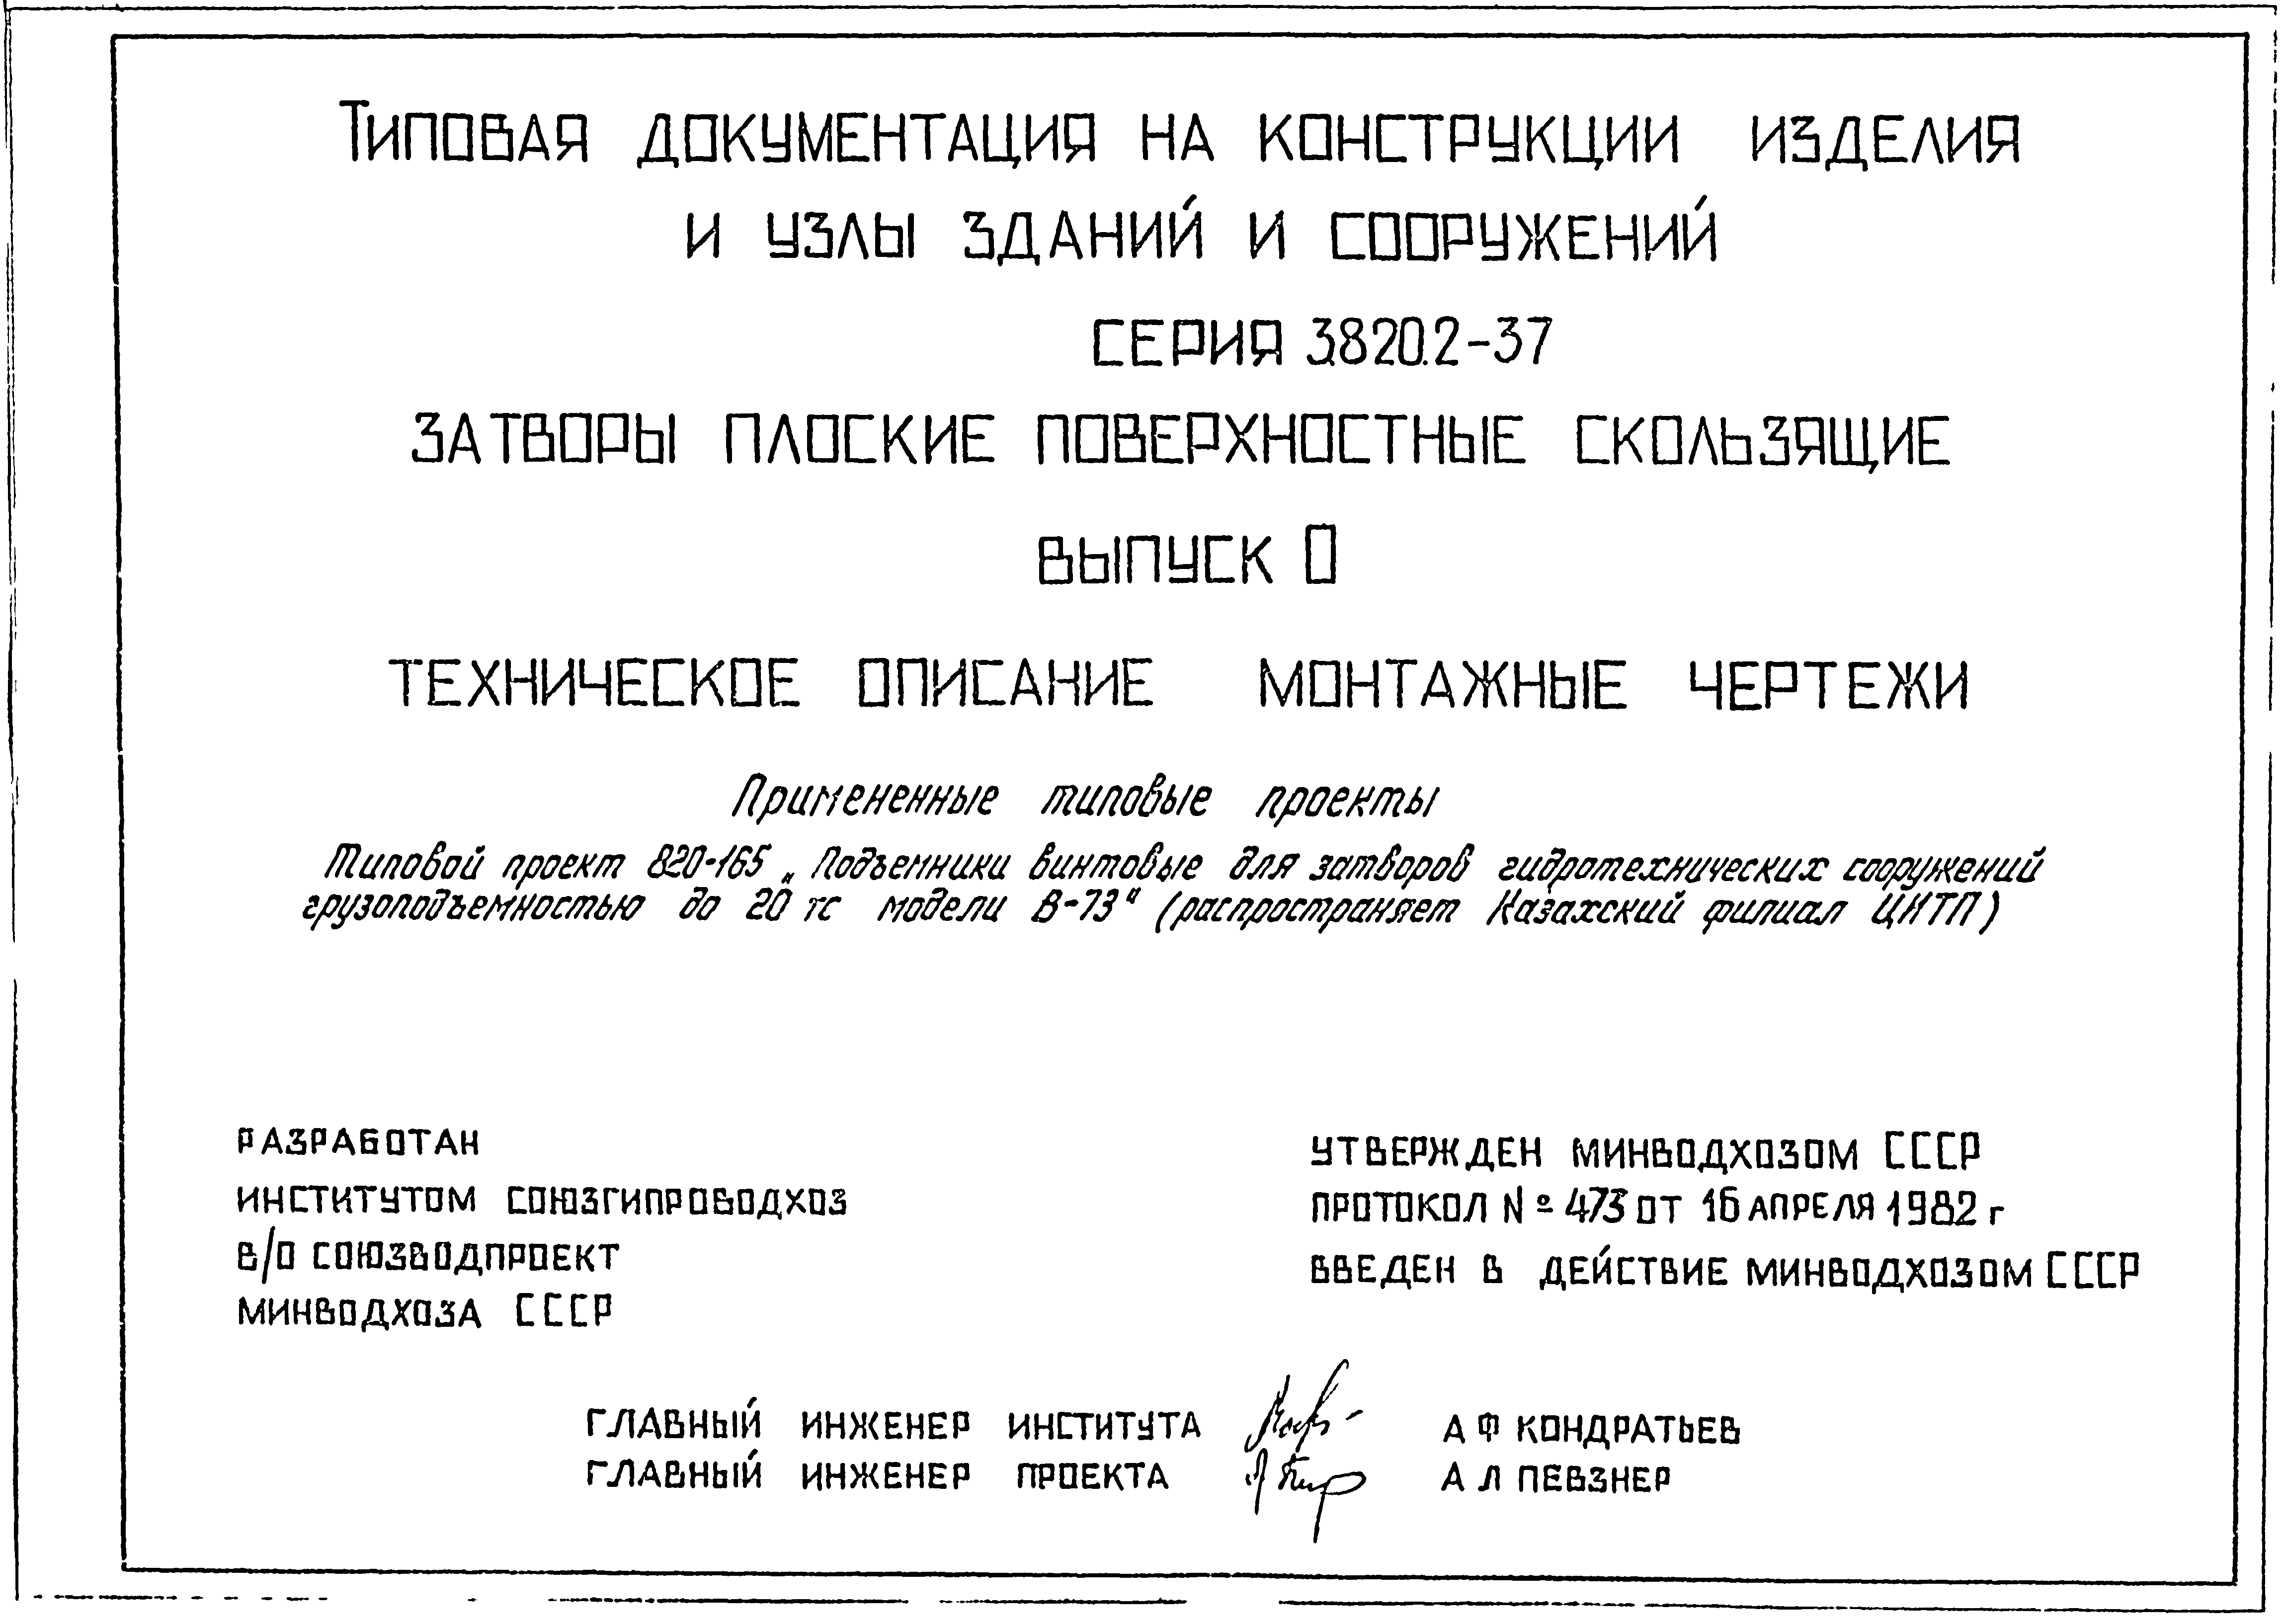 ТИПОВАЯ ДОКУМЕНТАЦИЯ НА КОНСТРУКЦИИ ИЗДЕЛИЯ
И УЗЛЫ ЗДАНИЙ И СООРУЖЕНИЙ
СЕРИЯ 3.820.2-37
ЗАТВОРЫ ПЛОСКИЕ ПОВЕРХНОСТНЫЕ СКОЛЬЗЯЩИЕ
ВЫПУСК 0
ТЕХНИЧЕСКОЕ ОПИСАНИЕ МОНТАЖНЫЕ ЧЕРТЕЖИ
Примененные типовые проекты
Типовой проект 820-165 „Подъемники винтовые для затворов гидротехнических сооружений
грузоподъемностью до 20 тс модели В-73" (распространяет Казахский филиал ЦИТП)
РАЗРАБОТАН
ИНСТИТУТОМ СОЮЗГИПРОВОДХОЗ
В/О СОЮЗВОДПРОЕКТ
МИНВОДХОЗА СССР
УТВЕРЖДЕН МИНВОДХОЗОМ СССР
ПРОТОКОЛ № 473 ОТ 16 АПРЕЛЯ 1982 г
ВВЕДЕН В ДЕЙСТВИЕ МИНВОДХОЗОМ СССР
ГЛАВНЫЙ ИНЖЕНЕР ИНСТИТУТА А Ф КОНДРАТЬЕВ
ГЛАВНЫЙ ИНЖЕНЕР ПРОЕКТА А Л ПЕВЗНЕР